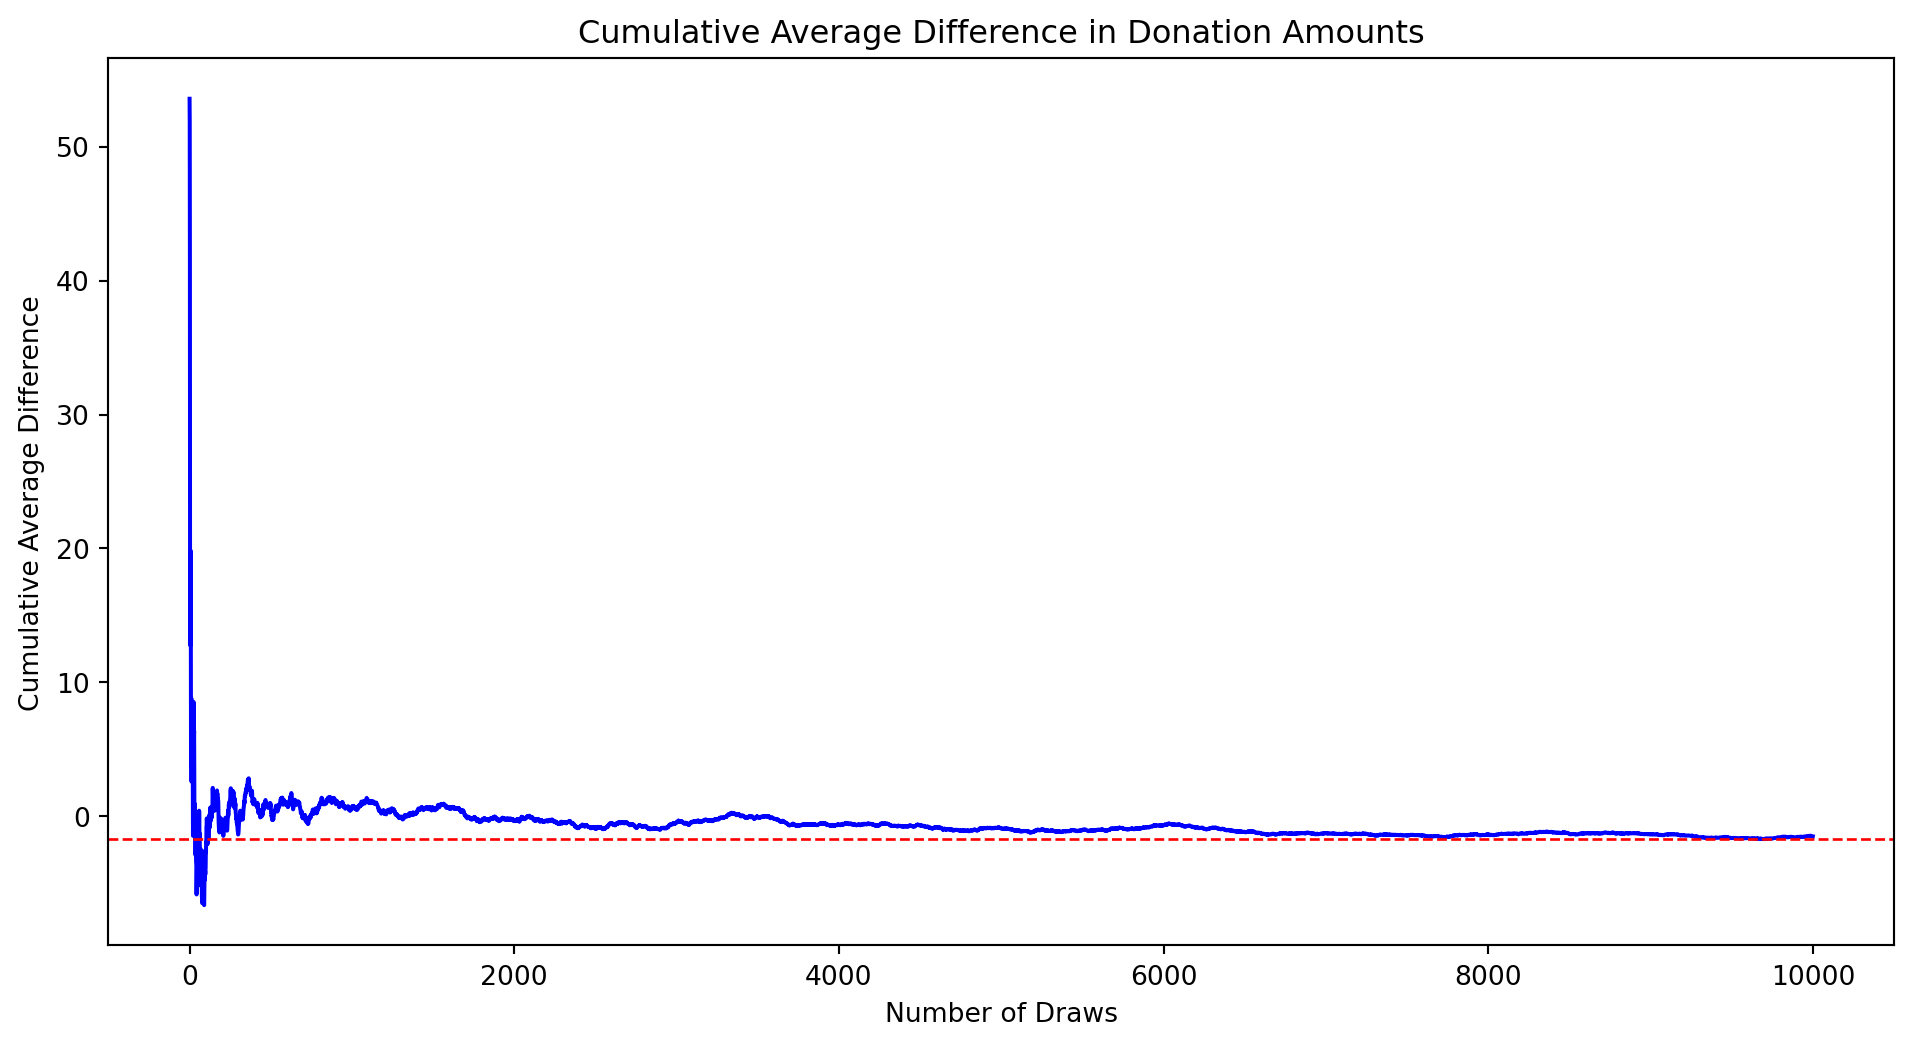 Cumulative Average Difference in Donation Amounts
Cumulative Average Difference
50
40
30
20
10
0
0 2000 4000 6000 8000 10000
Number of Draws